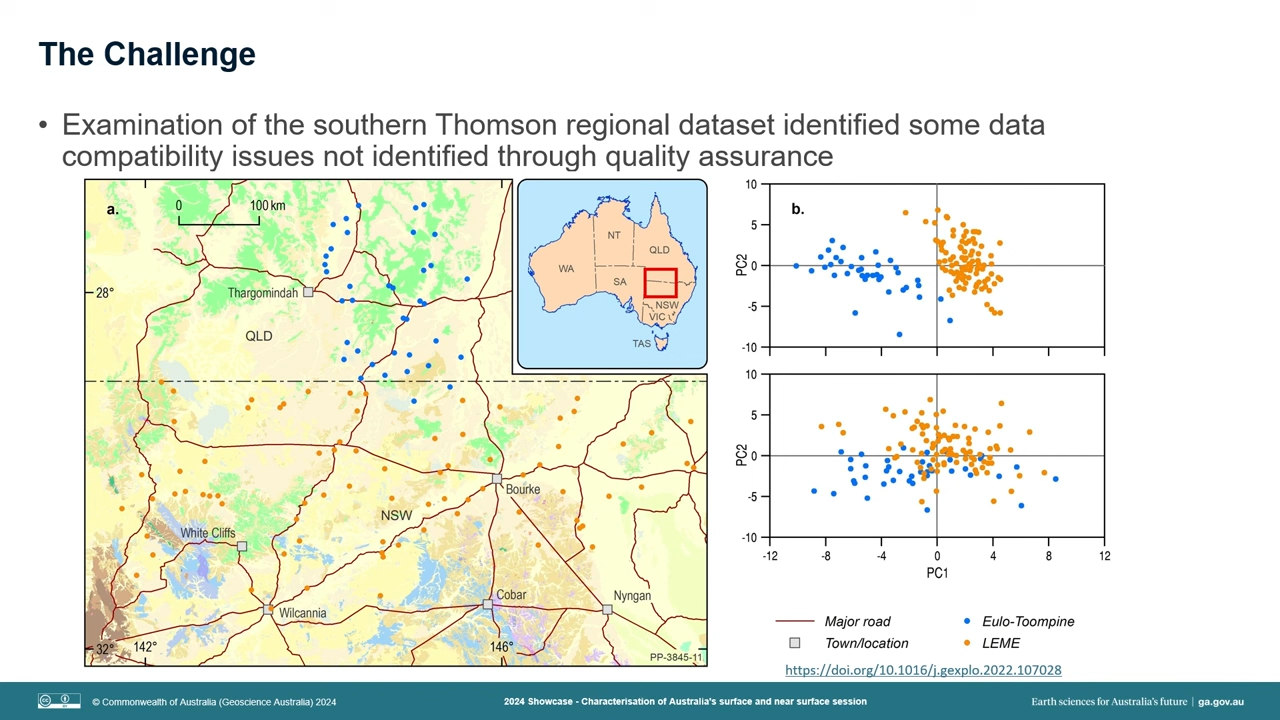 The Challenge
• Examination of the southern Thomson regional dataset identified some data
compatibility issues not identified through quality assurance
a.
0 100 km
Thargomindah
28°
QLD
Bourke
NSW
White Cliffs
Wilcannia
Cobar
Nyngan
32° 142°
146°
PP-3845-11
NT
QLD
WA
SA
NSW
VIC
TAS
b.
10
5
0
-5
-10
PC2
10
5
0
-5
-10
PC2
-12 -8 -4 0 4 8 12
PC1
Major road
Eulo-Toompine
Town/location
LEME
https://doi.org/10.1016/j.gexplo.2022.107028
© Commonwealth of Australia (Geoscience Australia) 2024
2024 Showcase - Characterisation of Australia's surface and near surface session
Earth sciences for Australia's future | ga.gov.au